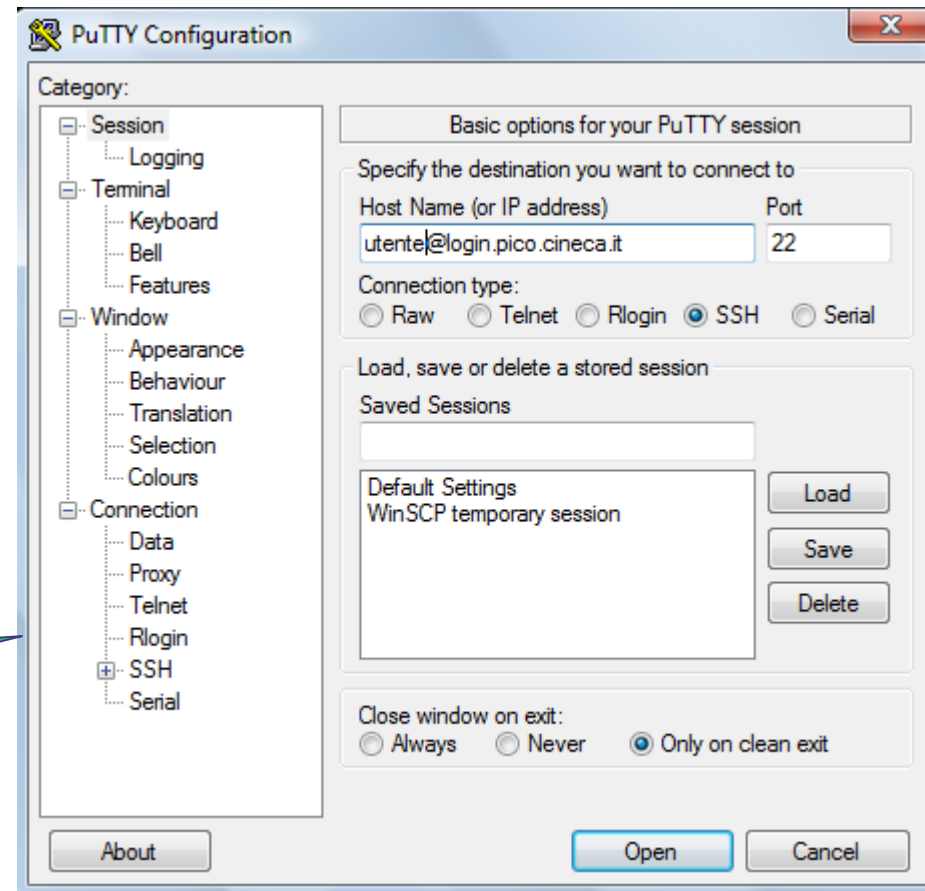 PuTTY Configuration
Category:
Session
Logging
Terminal
Keyboard
Bell
Features
Window
Appearance
Behaviour
Translation
Selection
Colours
Connection
Data
Proxy
Telnet
Rlogin
SSH
Serial
Basic options for your PuTTY session
Specify the destination you want to connect to
Host Name (or IP address) Port
utente@login.pico.cineca.it 22
Connection type:
Raw Telnet Rlogin SSH Serial
Load, save or delete a stored session
Saved Sessions
Default Settings
WinSCP temporary session
Load
Save
Delete
Close window on exit:
Always Never Only on clean exit
About Open Cancel